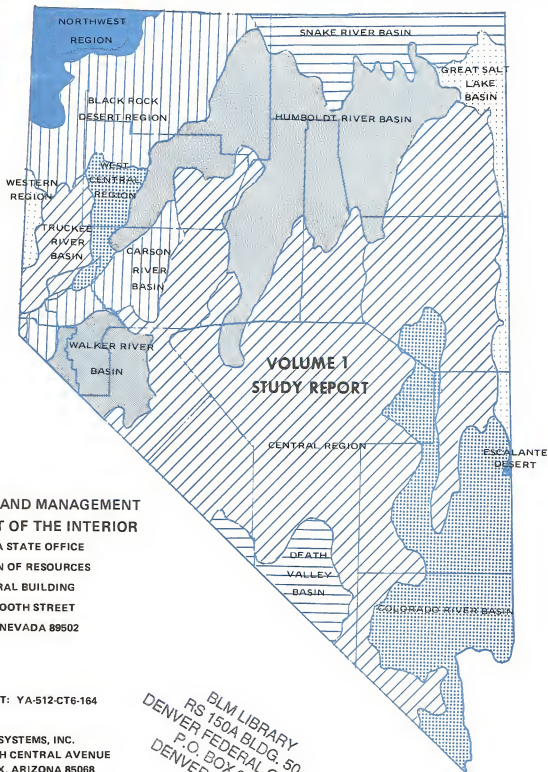 NORTHWEST
REGION
SNAKE RIVER BASIN
GREAT SALT
LAKE
BASIN
BLACK ROCK
DESERT REGION
HUMBOLDT RIVER BASIN
WESTERN
REGION
WEST
CENTRAL
REGION
TRUCKEE
RIVER
BASIN
CARSON
RIVER
BASIN
WALKER RIVER
BASIN
VOLUME 1
STUDY REPORT
CENTRAL REGION
ESCALANTE
DESERT
DEATH
VALLEY
BASIN
COLORADO RIVER BASIN
AND MANAGEMENT
T OF THE INTERIOR
A STATE OFFICE
N OF RESOURCES
RAL BUILDING
OOTH STREET
NEVADA 89502
T: YA-512-CT6-164
SYSTEMS, INC.
H CENTRAL AVENUE
X, ARIZONA 85068
BLM LIBRARY
RS 150A BLDG. 50
DENVER FEDERAL C
P.O. BOX
DENVER